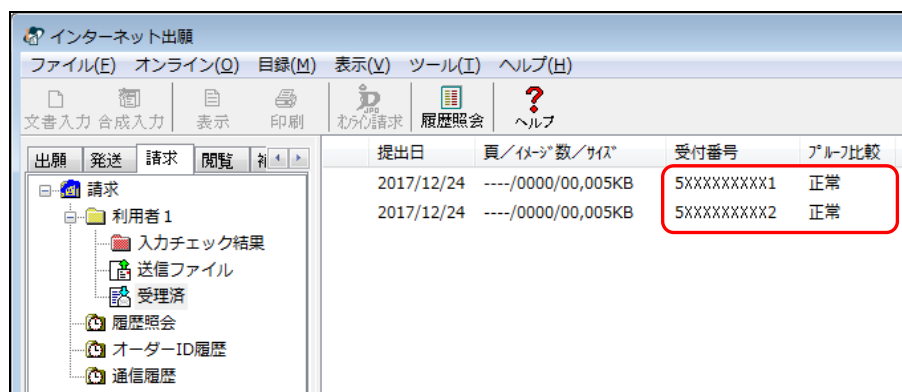 インターネット出願
ファイル(F) オンライン(O) 目録(M) 表示(V) ツール(T) ヘルプ(H)
文書入力 合成入力 表示 印刷 ｵﾝﾗｲﾝ請求 履歴照会 ヘルプ
出願 発送 請求 閲覧
提出日 頁／ｲﾒｰｼﾞ数／ｻｲｽﾞ 受付番号 ﾌﾟﾙｰﾌ比較
請求
2017/12/24 ----/0000/00,005KB 5XXXXXXXXX1 正常
利用者1
2017/12/24 ----/0000/00,005KB 5XXXXXXXXX2 正常
入力チェック結果
送信ファイル
受理済
履歴照会
オーダーID履歴
通信履歴